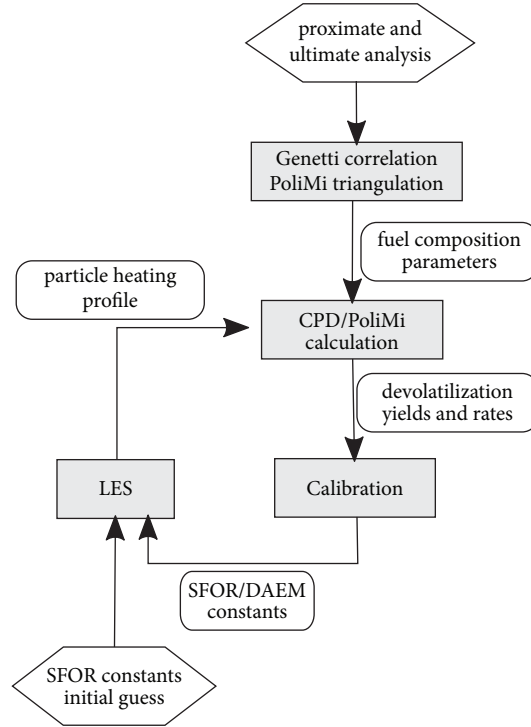 proximate and
ultimate analysis
Genetti correlation
PoliMi triangulation
fuel composition
parameters
particle heating
profile
CPD/PoliMi
calculation
devolatilization
yields and rates
LES
Calibration
SFOR/DAEM
constants
SFOR constants
initial guess